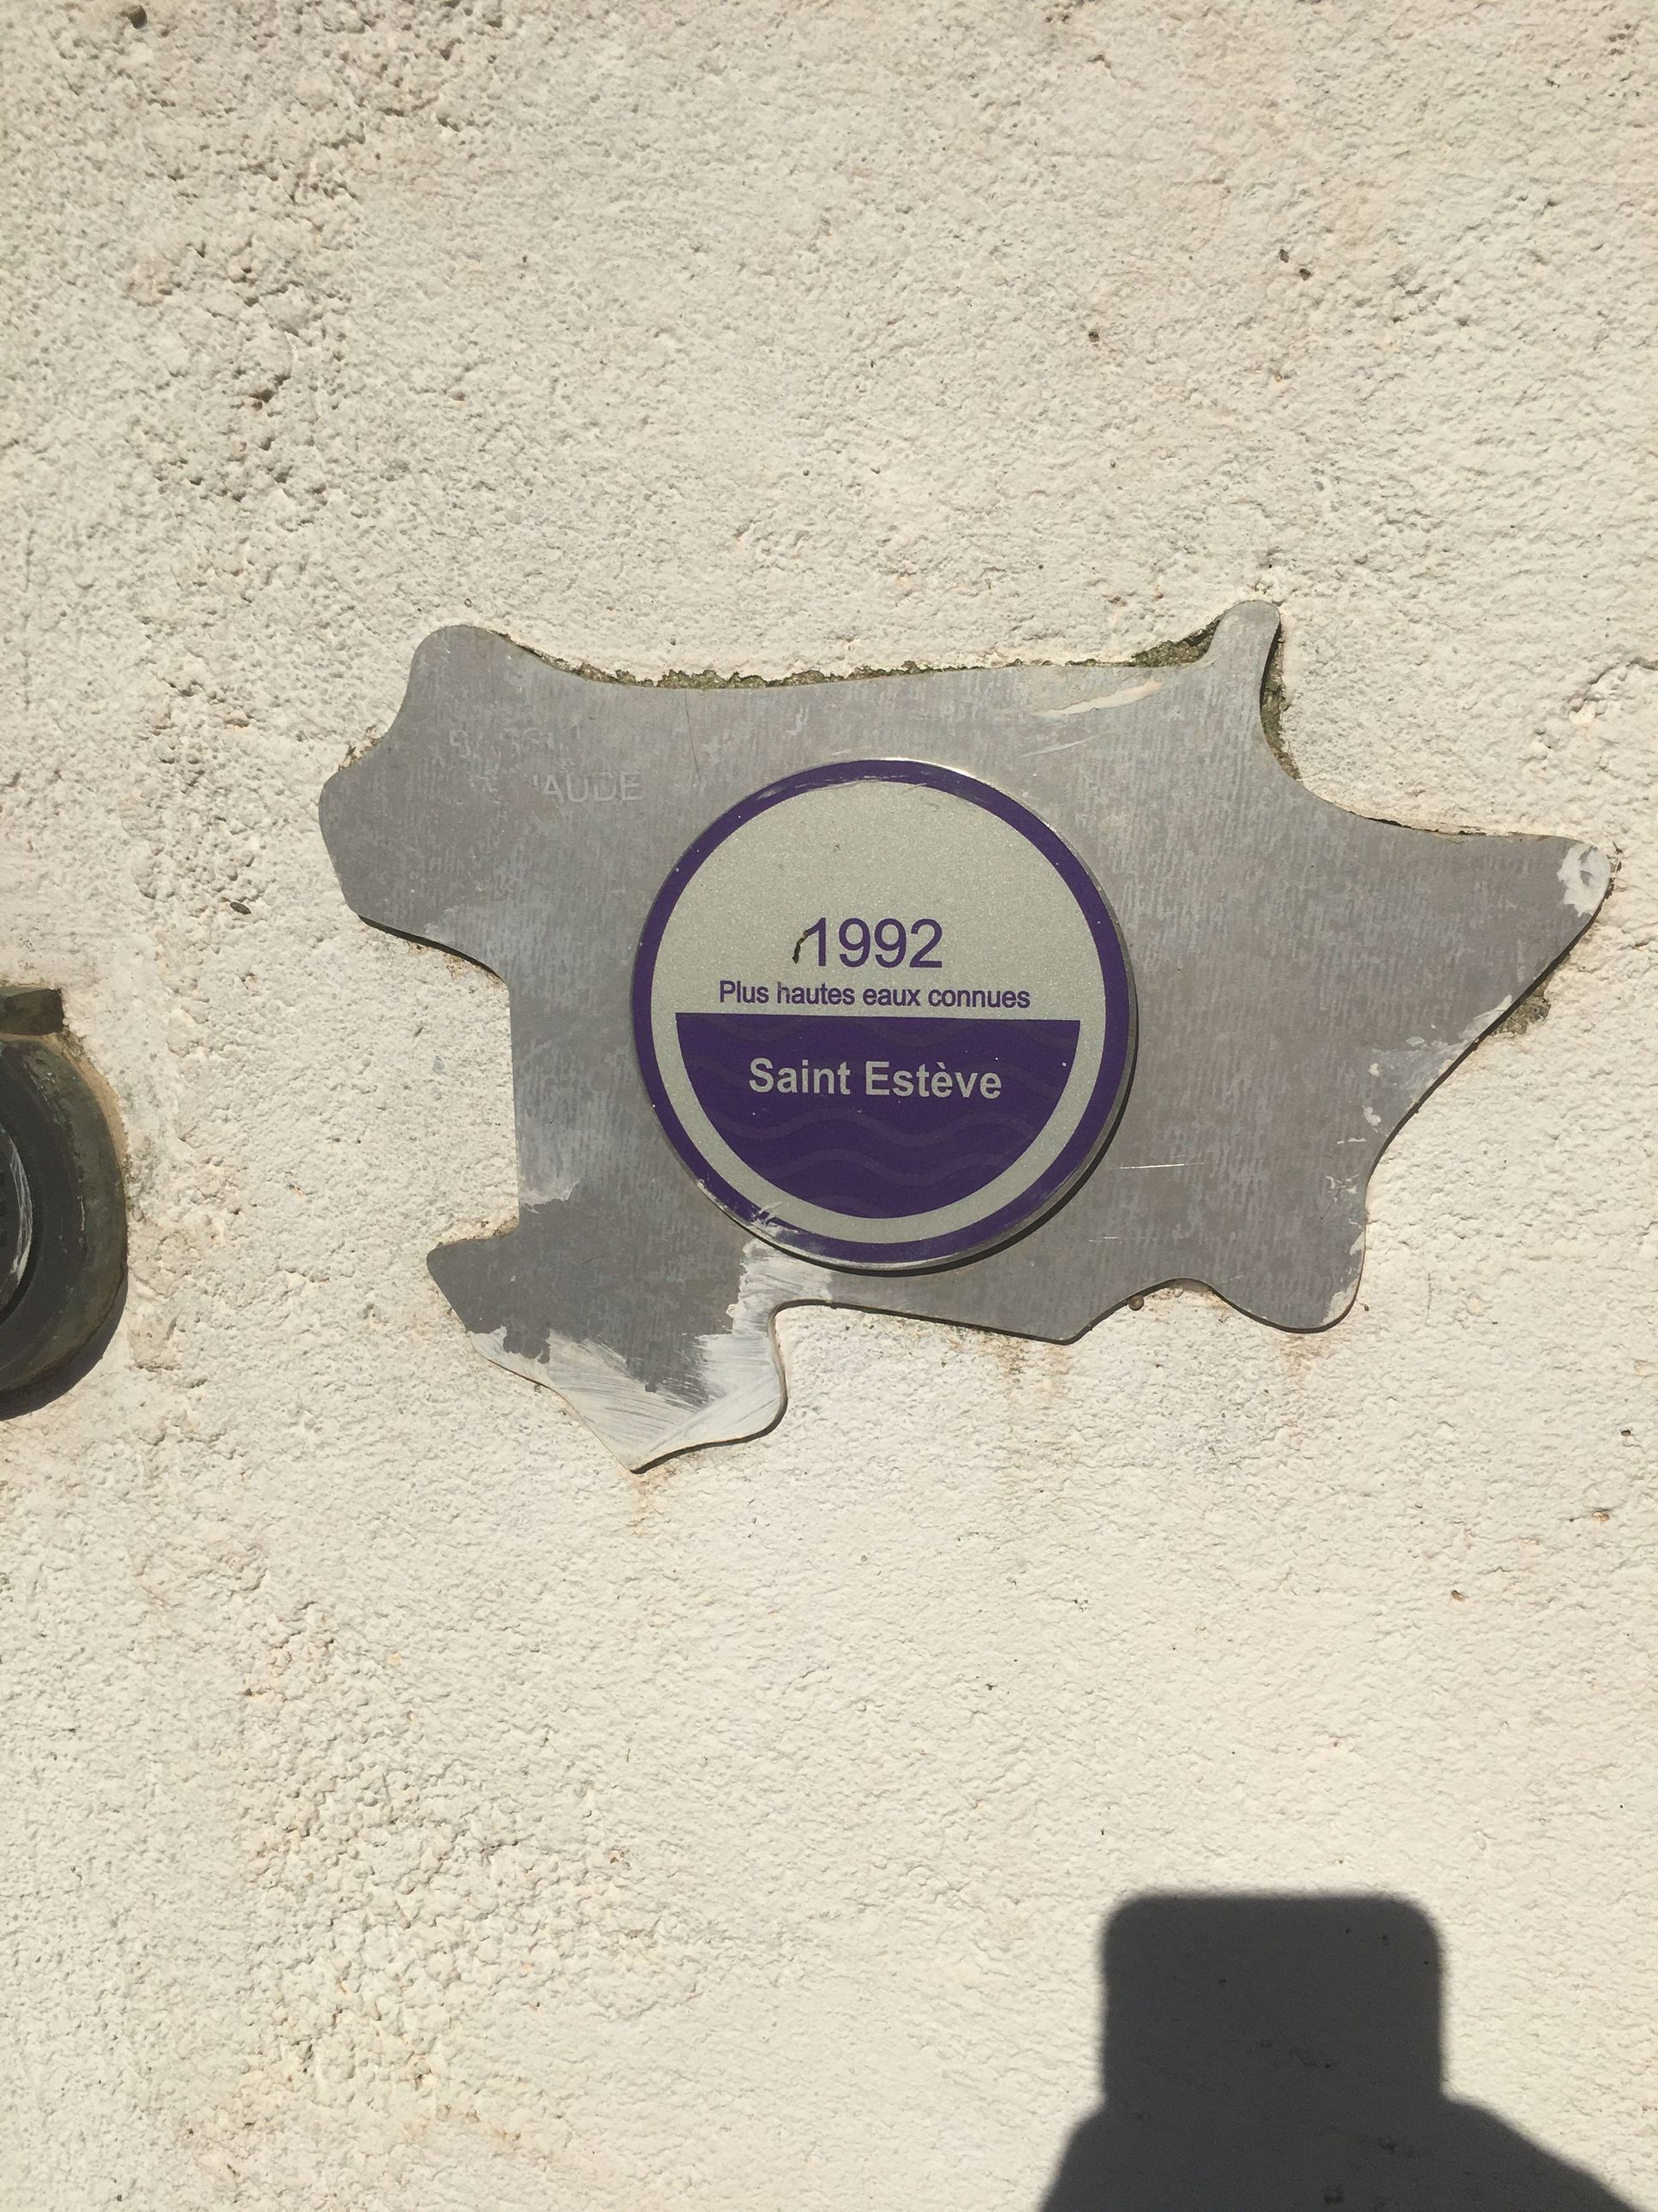 'AUDE
1992
Plus hautes eaux connues
Saint Estève